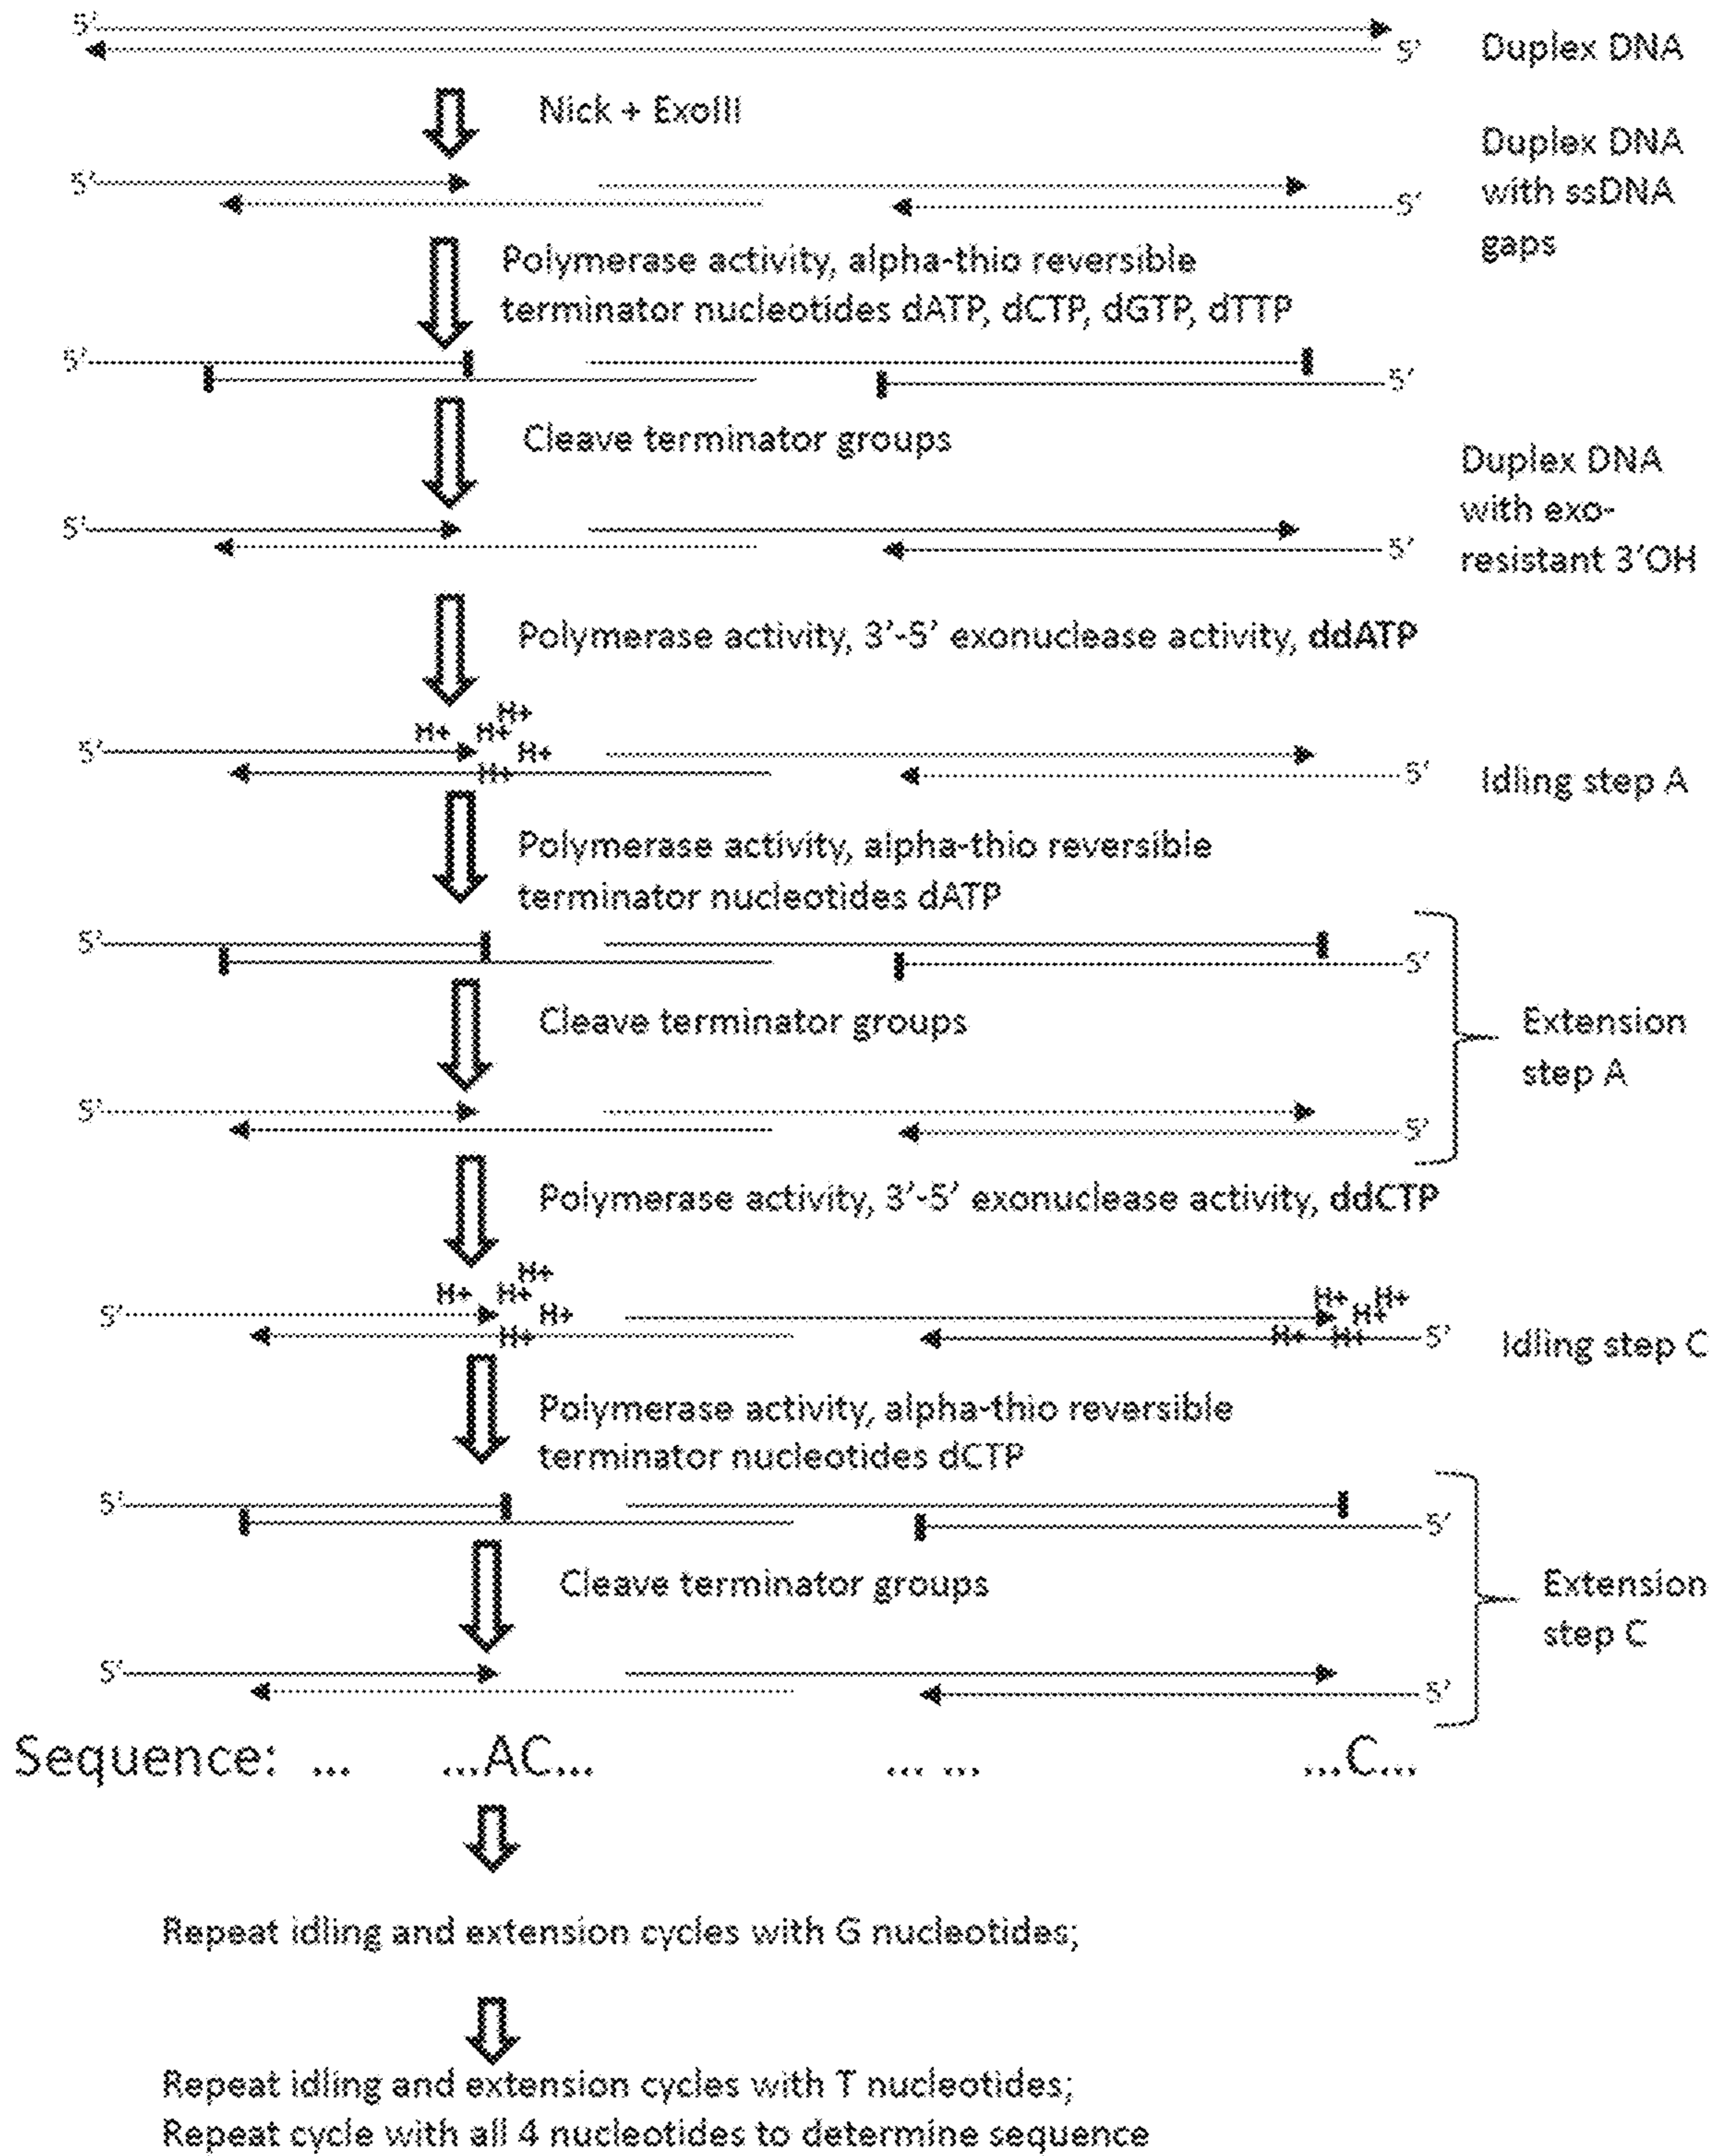 5'
5'
Duplex DNA
Nick + ExoIII
Duplex DNA
with ssDNA
gaps
5'
5'
Polymerase activity, alpha-thio reversible
terminator nucleotides dATP, dCTP, dGTP, dTTP
5'
5'
Cleave terminator groups
Duplex DNA
with exo-
resistant 3'OH
5'
5'
Polymerase activity, 3'-5' exonuclease activity, ddATP
H+
H+ H+
H+
H+
5'
5'
Idling step A
Polymerase activity, alpha-thio reversible
terminator nucleotides dATP
5'
5'
Cleave terminator groups
Extension
step A
5'
5'
Polymerase activity, 3'-5' exonuclease activity, ddCTP
H+
H+ H+
H+
H+
H+ H+
H+
H+ H+
5'
5'
Idling step C
Polymerase activity, alpha-thio reversible
terminator nucleotides dCTP
5'
5'
Cleave terminator groups
Extension
step C
5'
5'
Sequence: ... ...AC... ... ... ...C...
Repeat idling and extension cycles with G nucleotides;
Repeat idling and extension cycles with T nucleotides;
Repeat cycle with all 4 nucleotides to determine sequence